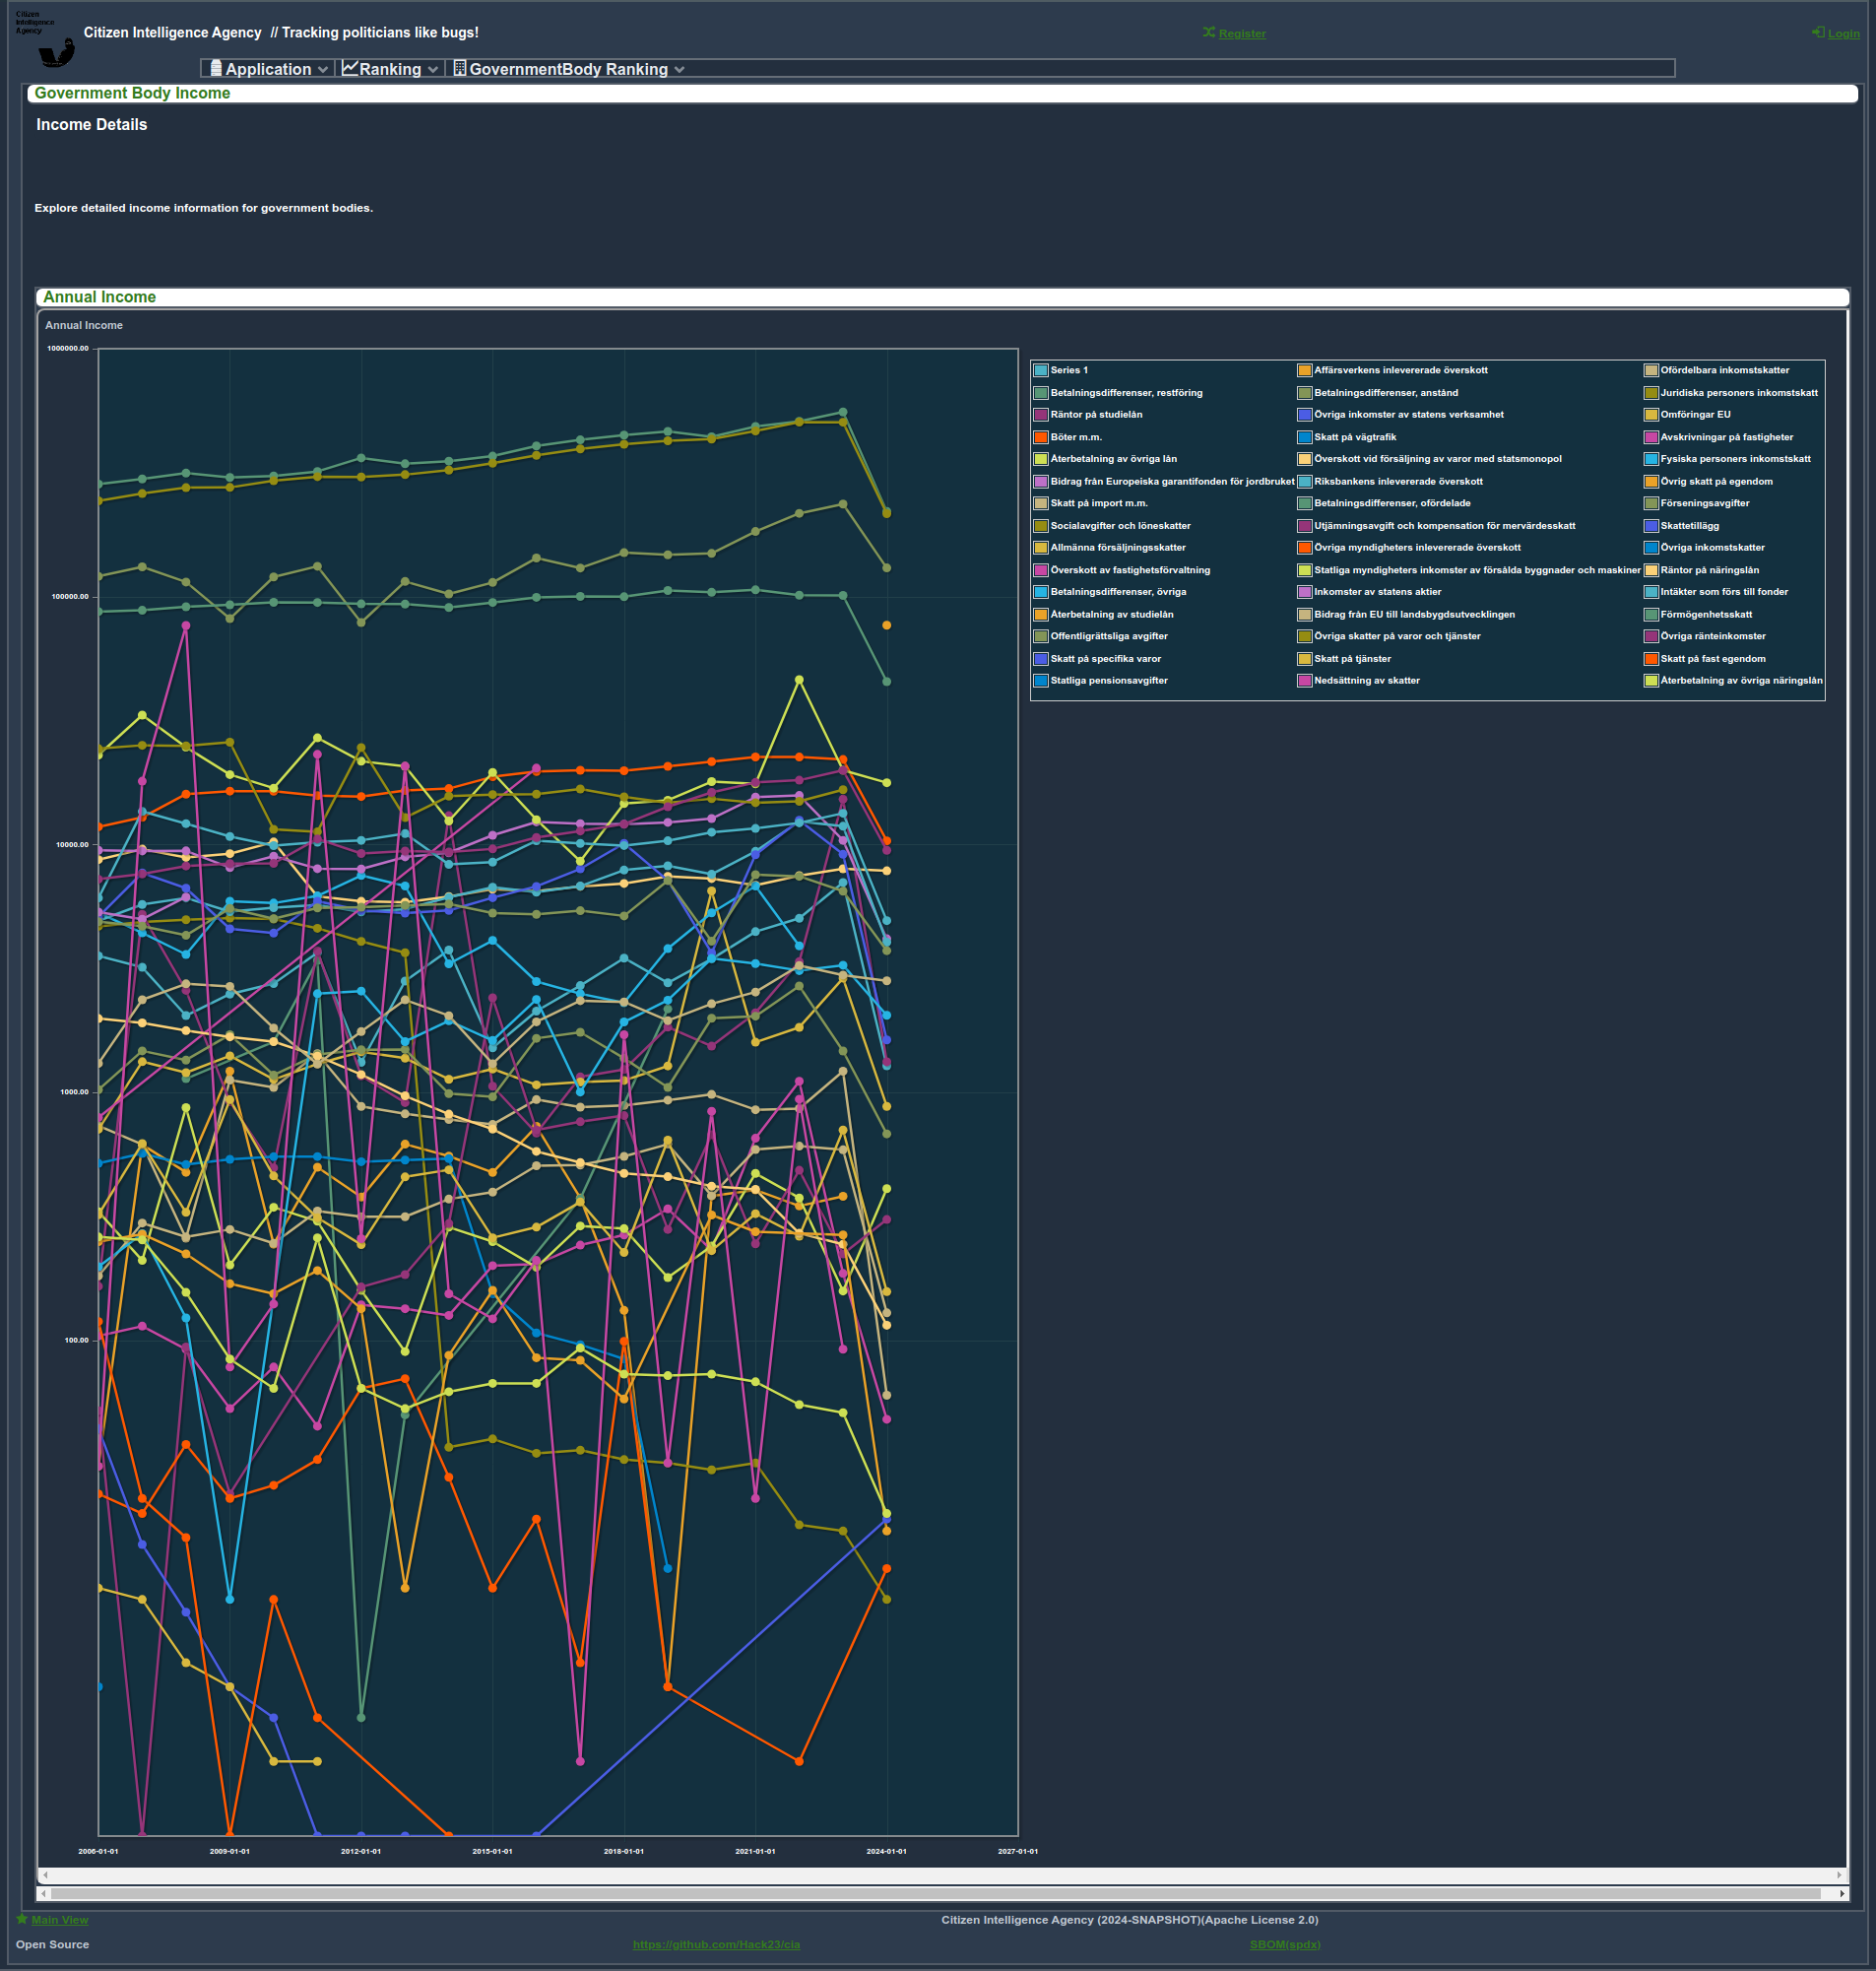 Citizen
Intelligence
Agency
Citizen Intelligence Agency // Tracking politicians like bugs!
Register
Login
Application
Ranking
GovernmentBody Ranking
Government Body Income
Income Details
Explore detailed income information for government bodies.
Annual Income
Annual Income
1000000.00
100000.00
10000.00
1000.00
100.00
2006-01-01
2009-01-01
2012-01-01
2015-01-01
2018-01-01
2021-01-01
2024-01-01
2027-01-01
Series 1
Affärsverkens inlevererade överskott
Ofördelbara inkomstskatter
Betalningsdifferenser, restföring
Betalningsdifferenser, anstånd
Juridiska personers inkomstskatt
Räntor på studielån
Övriga inkomster av statens verksamhet
Omföringar EU
Böter m.m.
Skatt på vägtrafik
Avskrivningar på fastigheter
Återbetalning av övriga lån
Överskott vid försäljning av varor med statsmonopol
Fysiska personers inkomstskatt
Bidrag från Europeiska garantifonden för jordbruket
Riksbankens inlevererade överskott
Övrig skatt på egendom
Skatt på import m.m.
Betalningsdifferenser, ofördelade
Förseningsavgifter
Socialavgifter och löneskatter
Utjämningsavgift och kompensation för mervärdesskatt
Skattetillägg
Allmänna försäljningsskatter
Övriga myndigheters inlevererade överskott
Övriga inkomstskatter
Överskott av fastighetsförvaltning
Statliga myndigheters inkomster av försålda byggnader och maskiner
Räntor på näringslån
Betalningsdifferenser, övriga
Inkomster av statens aktier
Intäkter som förs till fonder
Återbetalning av studielån
Bidrag från EU till landsbygdsutvecklingen
Förmögenhetsskatt
Offentligrättsliga avgifter
Övriga skatter på varor och tjänster
Övriga ränteinkomster
Skatt på specifika varor
Skatt på tjänster
Skatt på fast egendom
Statliga pensionsavgifter
Nedsättning av skatter
Återbetalning av övriga näringslån
Main View
Citizen Intelligence Agency (2024-SNAPSHOT)(Apache License 2.0)
Open Source
https://github.com/Hack23/cia
SBOM(spdx)